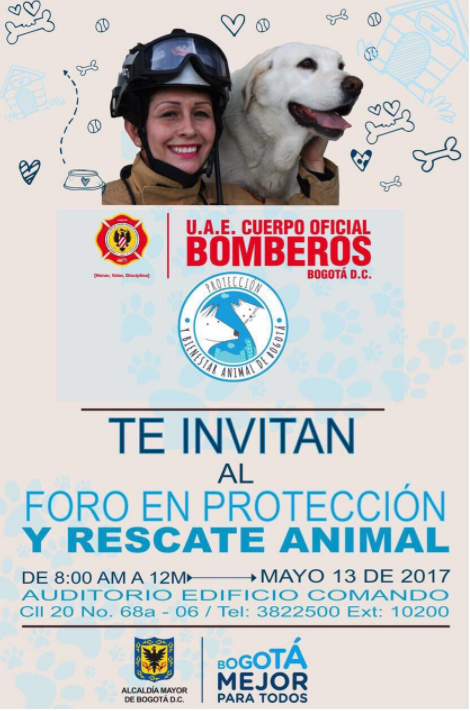 U.A.E. CUERPO OFICIAL
BOMBEROS
BOGOTÁ D.C.
[Honor, Valor, Disciplina]
PROTECCIÓN
Y BIENESTAR ANIMAL DE BOGOTÁ
TE INVITAN
AL
FORO EN PROTECCIÓN
Y RESCATE ANIMAL
DE 8:00 AM A 12M MAYO 13 DE 2017
AUDITORIO EDIFICIO COMANDO
Cll 20 No. 68a - 06 / Tel: 3822500 Ext: 10200
ALCALDÍA MAYOR
DE BOGOTÁ D.C.
BOGOTÁ
MEJOR
PARA TODOS